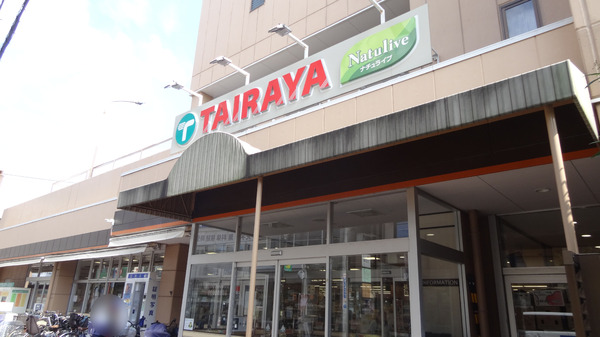 T TAIRAYA
Natulive
ナチュライブ
INFORMATION